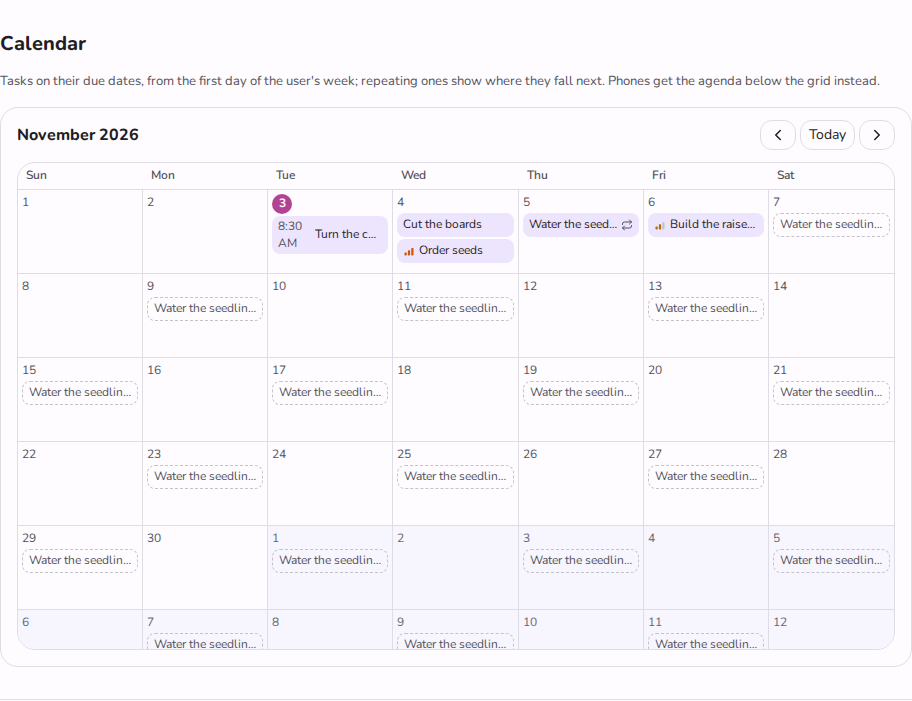 Calendar
Tasks on their due dates, from the first day of the user's week; repeating ones show where they fall next. Phones get the agenda below the grid instead.
November 2026
Today
Sun Mon Tue Wed Thu Fri Sat
1 2 3 4 5 6 7
8:30 AM Turn the c... Cut the boards Water the seed... Build the raise... Water the seedlin...
Order seeds
8 9 10 11 12 13 14
Water the seedlin... Water the seedlin... Water the seedlin...
15 16 17 18 19 20 21
Water the seedlin... Water the seedlin... Water the seedlin... Water the seedlin...
22 23 24 25 26 27 28
Water the seedlin... Water the seedlin... Water the seedlin...
29 30 1 2 3 4 5
Water the seedlin... Water the seedlin... Water the seedlin... Water the seedlin...
6 7 8 9 10 11 12
Water the seedlin... Water the seedlin... Water the seedlin...